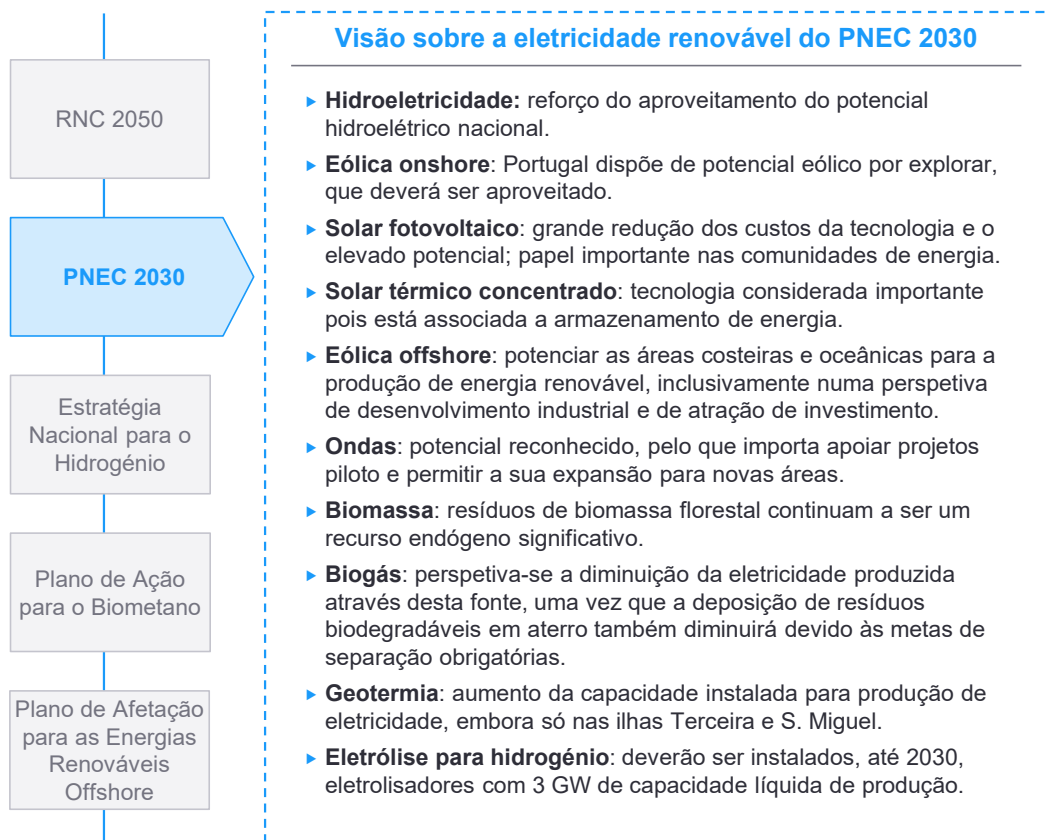 RNC 2050
PNEC 2030
Estratégia
Nacional para o
Hidrogénio
Plano de Ação
para o Biometano
Plano de Afetação
para as Energias
Renováveis
Offshore
Visão sobre a eletricidade renovável do PNEC 2030
▸ Hidroeletricidade: reforço do aproveitamento do potencial
hidroelétrico nacional.
▸ Eólica onshore: Portugal dispõe de potencial eólico por explorar,
que deverá ser aproveitado.
▸ Solar fotovoltaico: grande redução dos custos da tecnologia e o
elevado potencial; papel importante nas comunidades de energia.
▸ Solar térmico concentrado: tecnologia considerada importante
pois está associada a armazenamento de energia.
▸ Eólica offshore: potenciar as áreas costeiras e oceânicas para a
produção de energia renovável, inclusivamente numa perspetiva
de desenvolvimento industrial e de atração de investimento.
▸ Ondas: potencial reconhecido, pelo que importa apoiar projetos
piloto e permitir a sua expansão para novas áreas.
▸ Biomassa: resíduos de biomassa florestal continuam a ser um
recurso endógeno significativo.
▸ Biogás: perspetiva-se a diminuição da eletricidade produzida
através desta fonte, uma vez que a deposição de resíduos
biodegradáveis em aterro também diminuirá devido às metas de
separação obrigatórias.
▸ Geotermia: aumento da capacidade instalada para produção de
eletricidade, embora só nas ilhas Terceira e S. Miguel.
▸ Eletrólise para hidrogénio: deverão ser instalados, até 2030,
eletrolisadores com 3 GW de capacidade líquida de produção.